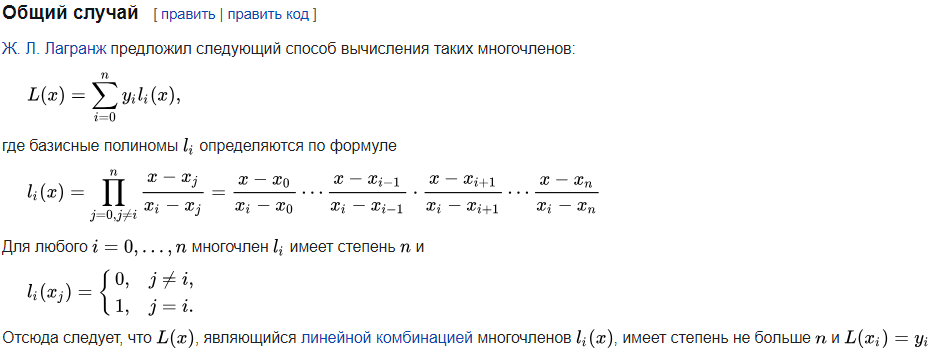 Общий случай [ править | править код ]
Ж. Л. Лагранж предложил следующий способ вычисления таких многочленов:
$L(x) = \sum_{i=0}^{n} y_i l_i(x),$
где базисные полиномы $l_i$ определяются по формуле
$l_i(x) = \prod_{j=0, j \neq i}^{n} \frac{x - x_j}{x_i - x_j} = \frac{x - x_0}{x_i - x_0} \cdots \frac{x - x_{i-1}}{x_i - x_{i-1}} \cdot \frac{x - x_{i+1}}{x_i - x_{i+1}} \cdots \frac{x - x_n}{x_i - x_n}$
Для любого $i = 0, \ldots, n$ многочлен $l_i$ имеет степень $n$ и
$l_i(x_j) = \begin{cases} 0, & j \neq i, \\ 1, & j = i. \end{cases}$
Отсюда следует, что $L(x)$, являющийся линейной комбинацией многочленов $l_i(x)$, имеет степень не больше $n$ и $L(x_i) = y_i$